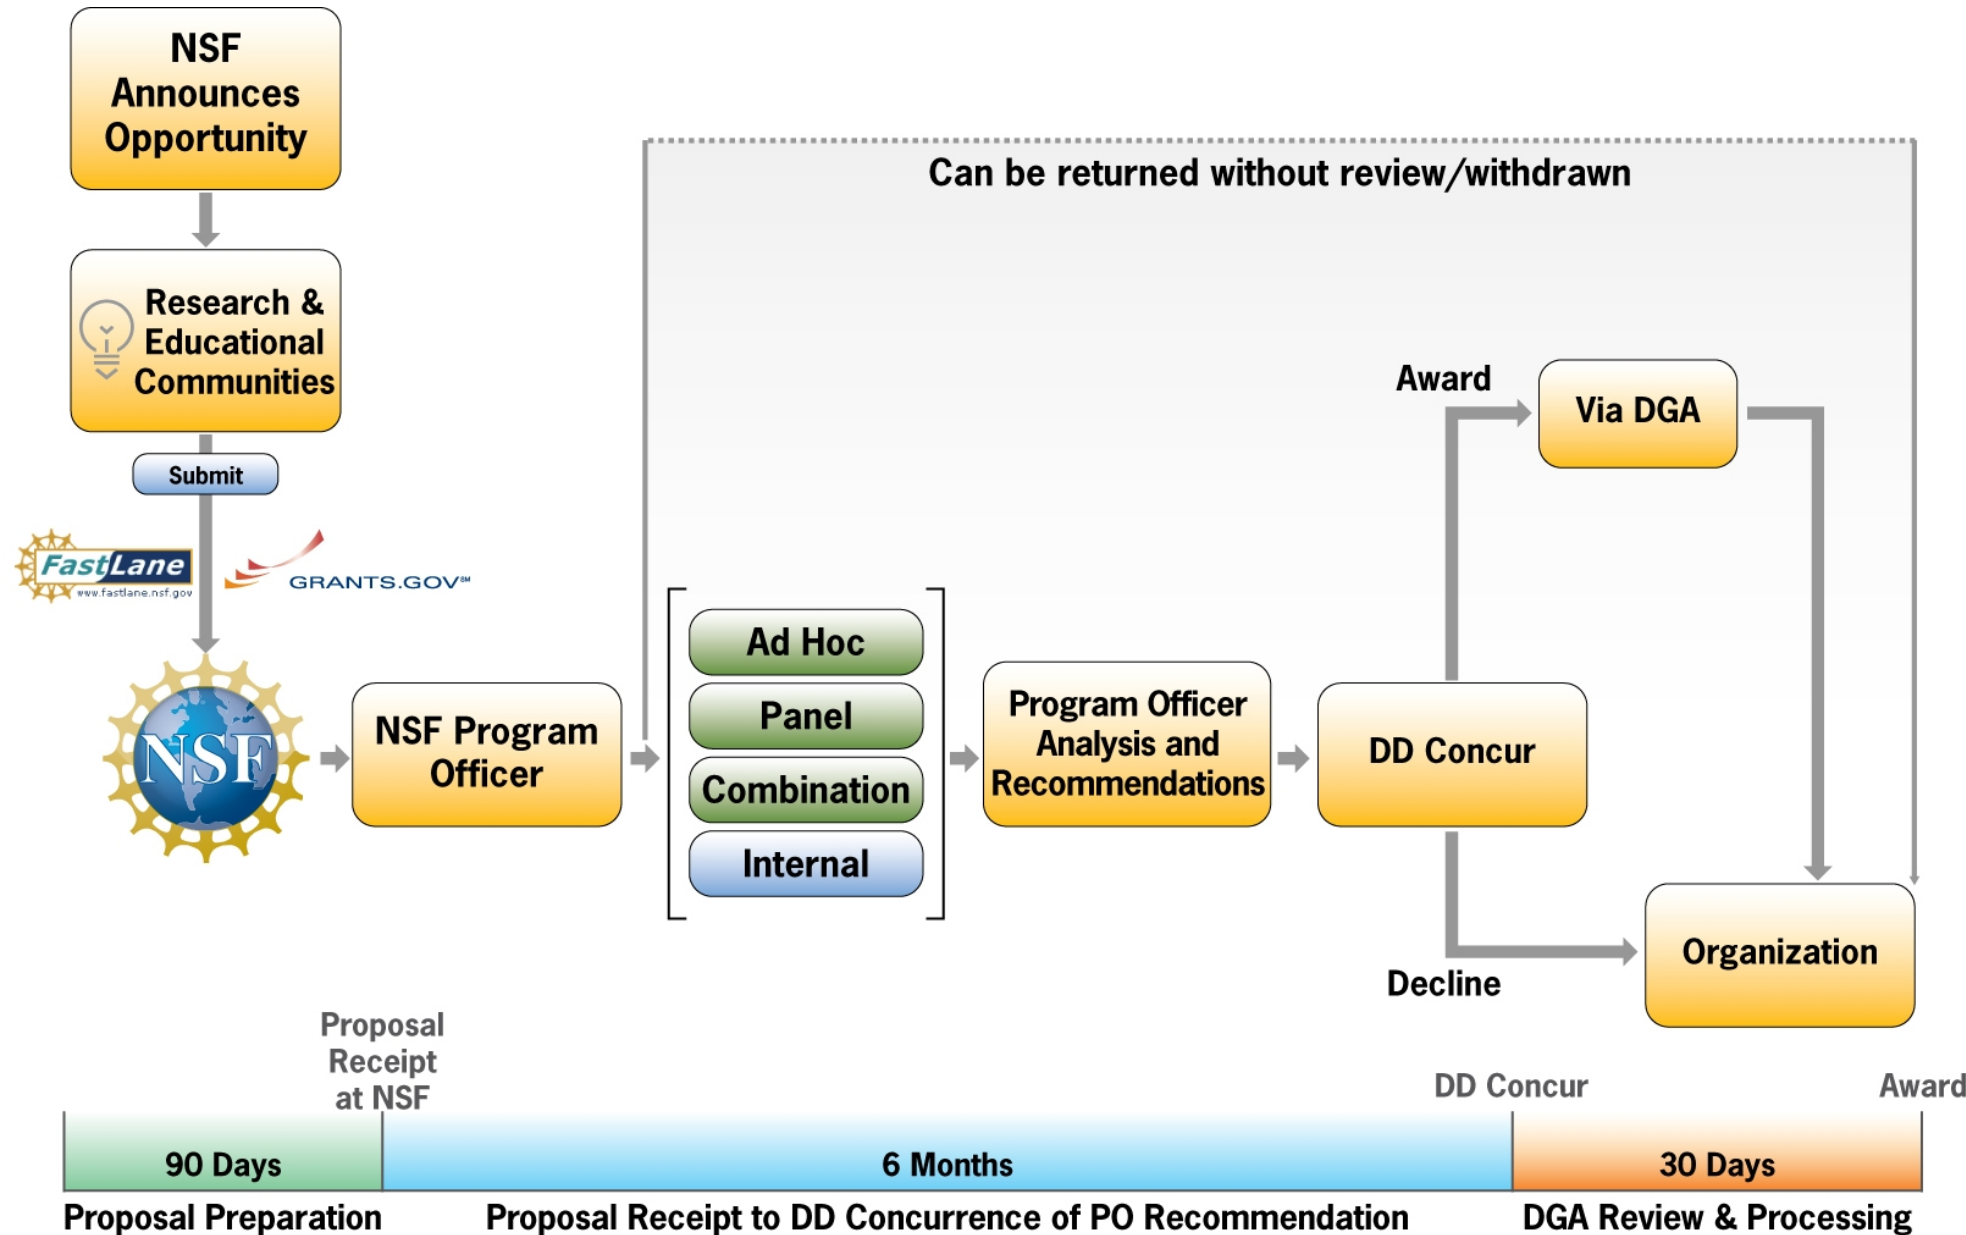 NSF
Announces
Opportunity
Research &
Educational
Communities
Submit
FastLane
www.fastlane.nsf.gov
GRANTS.GOV℠
NSF
NSF Program
Officer
Can be returned without review/withdrawn
Ad Hoc
Panel
Combination
Internal
Program Officer
Analysis and
Recommendations
DD Concur
Award
Via DGA
Decline
Organization
Proposal
Receipt
at NSF
DD Concur
Award
90 Days
6 Months
30 Days
Proposal Preparation
Proposal Receipt to DD Concurrence of PO Recommendation
DGA Review & Processing